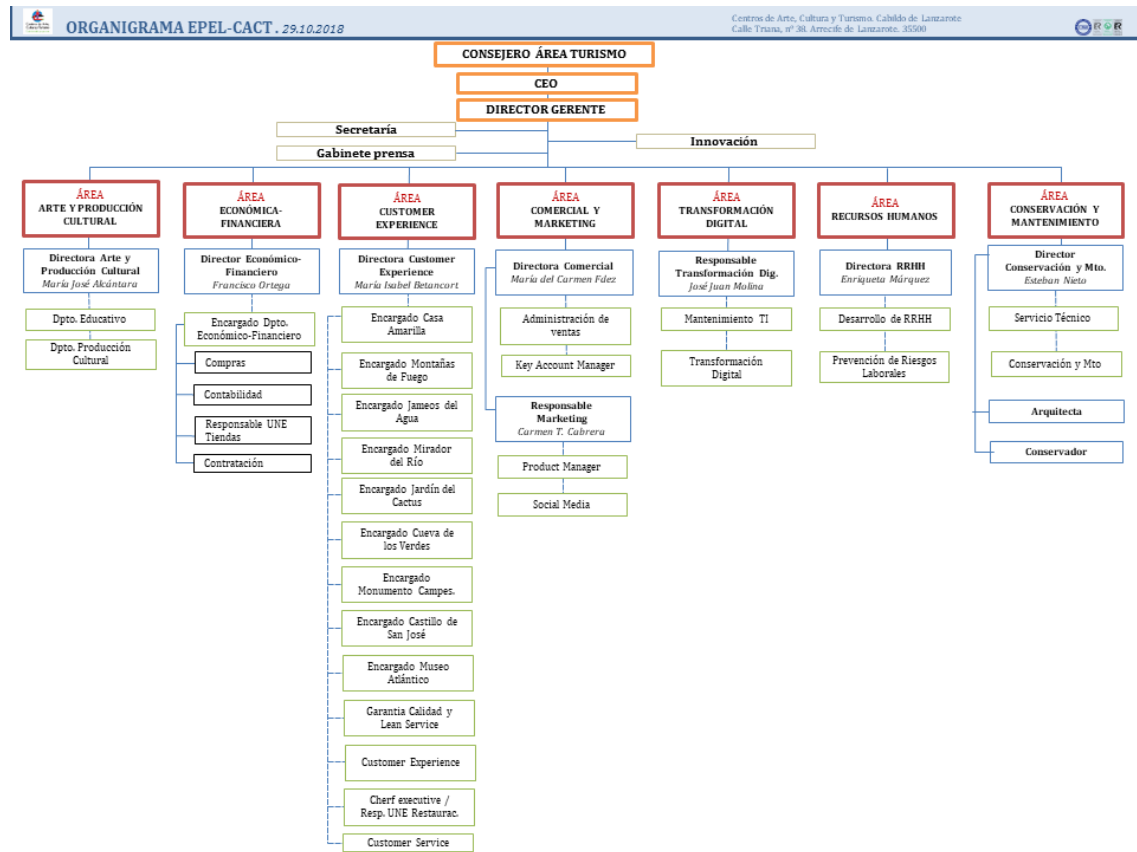 ORGANIGRAMA EPEL-CACT . 29.10.2018
Centros de Arte, Cultura y Turismo. Cabildo de Lanzarote
Calle Triana, nº 38. Arrecife de Lanzarote. 35500
CONSEJERO ÁREA TURISMO
CEO
DIRECTOR GERENTE
Secretaría
Innovación
Gabinete prensa
ÁREA
ARTE Y PRODUCCIÓN
CULTURAL
Directora Arte y
Producción Cultural
María José Alcántara
Dpto. Educativo
Dpto. Producción
Cultural
ÁREA
ECONÓMICA-
FINANCIERA
Director Económico-
Financiero
Francisco Ortega
Encargado Dpto.
Económico-Financiero
Compras
Contabilidad
Responsable UNE
Tiendas
Contratación
ÁREA
CUSTOMER
EXPERIENCE
Directora Customer
Experience
María Isabel Betancort
Encargado Casa
Amarilla
Encargado Montañas
de Fuego
Encargado Jameos del
Agua
Encargado Mirador
del Río
Encargado Jardín del
Cactus
Encargado Cueva de
los Verdes
Encargado
Monumento Campes.
Encargado Castillo de
San José
Encargado Museo
Atlántico
Garantia Calidad y
Lean Service
Customer Experience
Cherf executive /
Resp. UNE Restaurac.
Customer Service
ÁREA
COMERCIAL Y
MARKETING
Directora Comercial
María del Carmen Fdez
Administración de
ventas
Key Account Manager
Responsable
Marketing
Carmen T. Cabrera
Product Manager
Social Media
ÁREA
TRANSFORMACIÓN
DIGITAL
Responsable
Transformación Dig.
José Juan Molina
Mantenimiento TI
Transformación
Digital
ÁREA
RECURSOS HUMANOS
Directora RRHH
Enriqueta Márquez
Desarrollo de RRHH
Prevención de Riesgos
Laborales
ÁREA
CONSERVACIÓN Y
MANTENIMIENTO
Director
Conservación y Mto.
Esteban Nieto
Servicio Técnico
Conservación y Mto
Arquitecta
Conservador